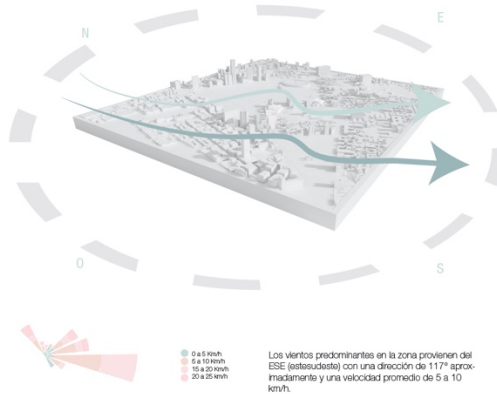 N
E
O
S
0 a 5 Km/h
5 a 10 Km/h
15 a 20 Km/h
20 a 25 km/h
Los vientos predominantes en la zona provienen del
ESE (estesudeste) con una dirección de 117° aprox-
imadamente y una velocidad promedio de 5 a 10
km/h.